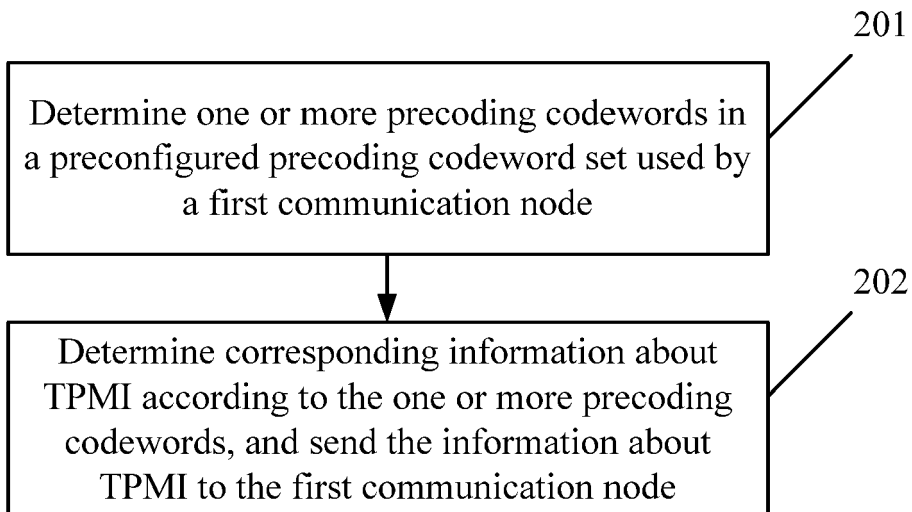 201
Determine one or more precoding codewords in
a preconfigured precoding codeword set used by
a first communication node
202
Determine corresponding information about
TPMI according to the one or more precoding
codewords, and send the information about
TPMI to the first communication node